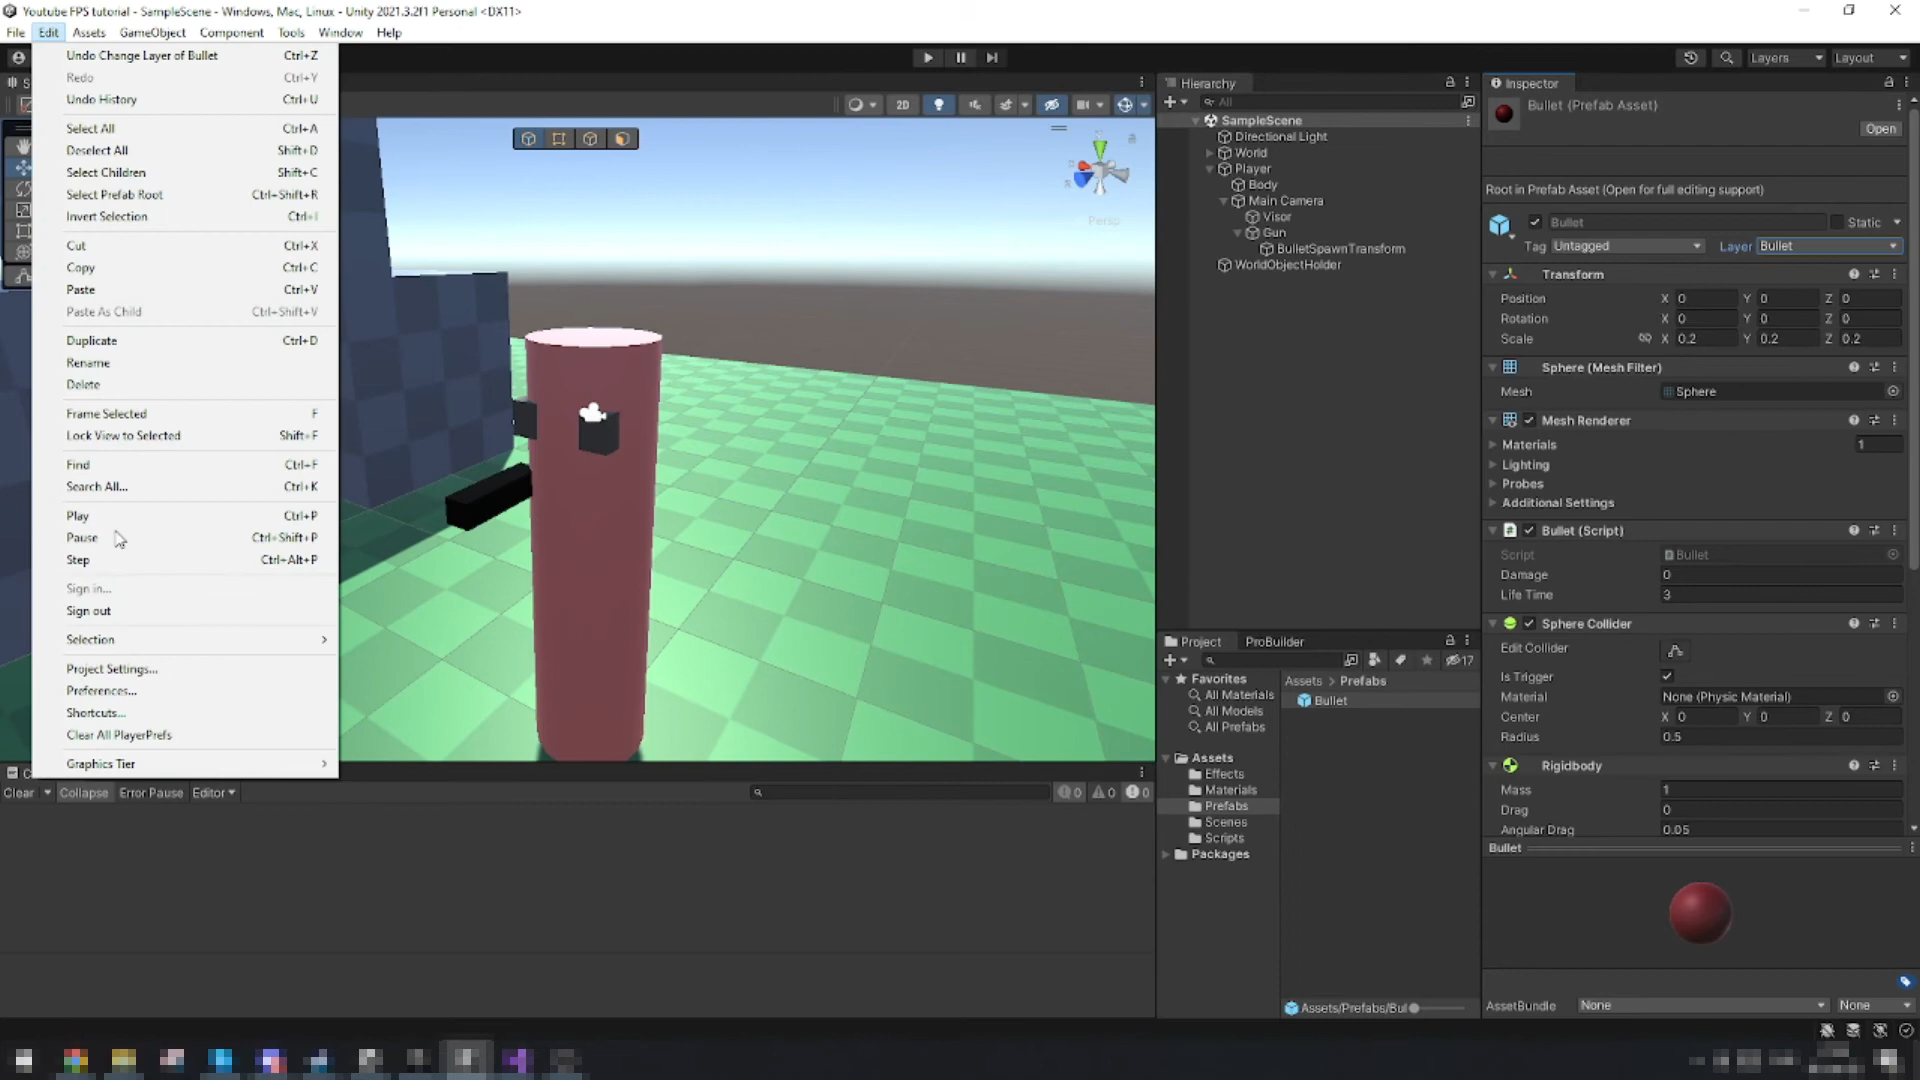 Youtube FPS tutorial - SampleScene - Windows, Mac, Linux - Unity 2021.3.2f1 Personal <DX11>
File Edit Assets GameObject Component Tools Window Help
Undo Change Layer of Bullet Ctrl+Z
Redo Ctrl+Y
Undo History Ctrl+U
Select All Ctrl+A
Deselect All Shift+D
Select Children Shift+C
Select Prefab Root Ctrl+Shift+R
Invert Selection Ctrl+I
Cut Ctrl+X
Copy Ctrl+C
Paste Ctrl+V
Paste As Child Ctrl+Shift+V
Duplicate Ctrl+D
Rename
Delete
Frame Selected F
Lock View to Selected Shift+F
Find Ctrl+F
Search All... Ctrl+K
Play Ctrl+P
Pause Ctrl+Shift+P
Step Ctrl+Alt+P
Sign in...
Sign out
Selection
Project Settings...
Preferences...
Shortcuts...
Clear All PlayerPrefs
Graphics Tier
Clear Collapse Error Pause Editor
0 0 0
2D
Persp
Layers Layout
Hierarchy
All
SampleScene
Directional Light
World
Player
Body
Main Camera
Visor
Gun
BulletSpawnTransform
WorldObjectHolder
Project ProBuilder
17
Favorites
All Materials
All Models
All Prefabs
Assets
Effects
Materials
Prefabs
Scenes
Scripts
Packages
Assets > Prefabs
Bullet
Assets/Prefabs/Bul
Inspector
Bullet (Prefab Asset)
Open
Root in Prefab Asset (Open for full editing support)
Bullet Static
Tag Untagged Layer Bullet
Transform
Position X 0 Y 0 Z 0
Rotation X 0 Y 0 Z 0
Scale X 0.2 Y 0.2 Z 0.2
Sphere (Mesh Filter)
Mesh Sphere
Mesh Renderer
Materials 1
Lighting
Probes
Additional Settings
Bullet (Script)
Script Bullet
Damage 0
Life Time 3
Sphere Collider
Edit Collider
Is Trigger
Material None (Physic Material)
Center X 0 Y 0 Z 0
Radius 0.5
Rigidbody
Mass 1
Drag 0
Angular Drag 0.05
Bullet
AssetBundle None None